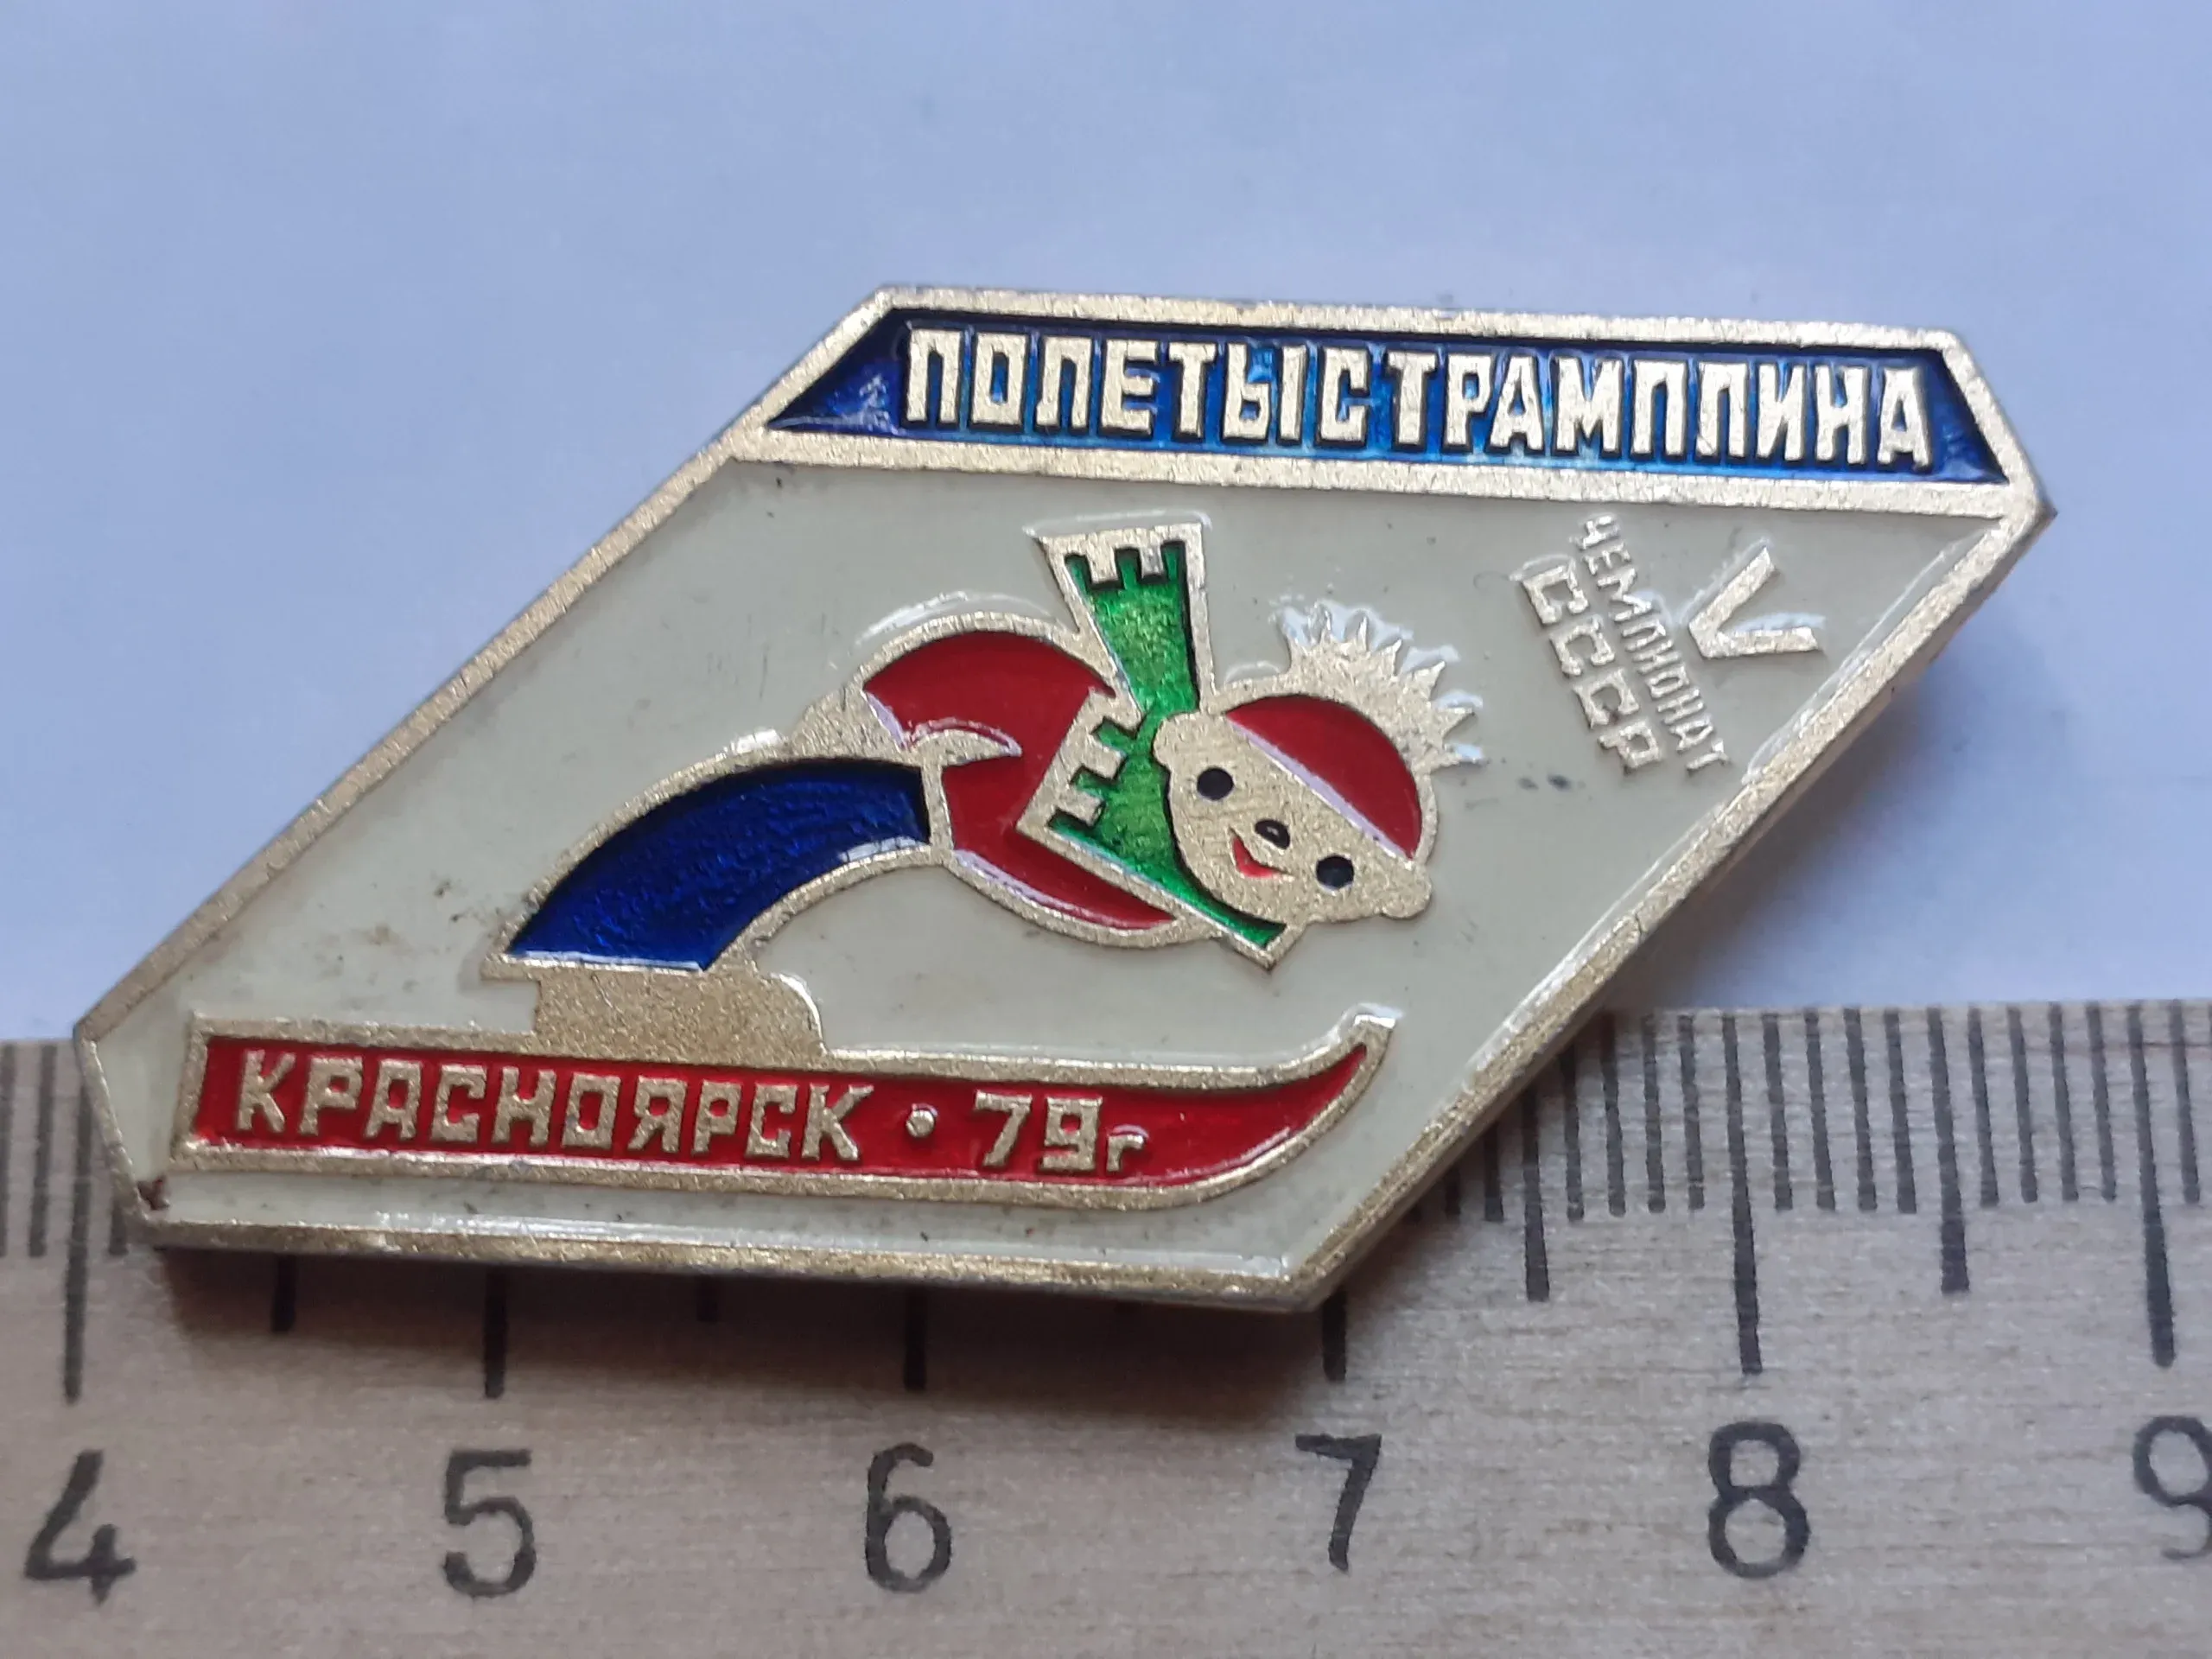 ПОЛЕТЫ С ТРАМПЛИНА
V
ЧЕМПИОНАТ
СССР
КРАСНОЯРСК • 79г
4 5 6 7 8 9